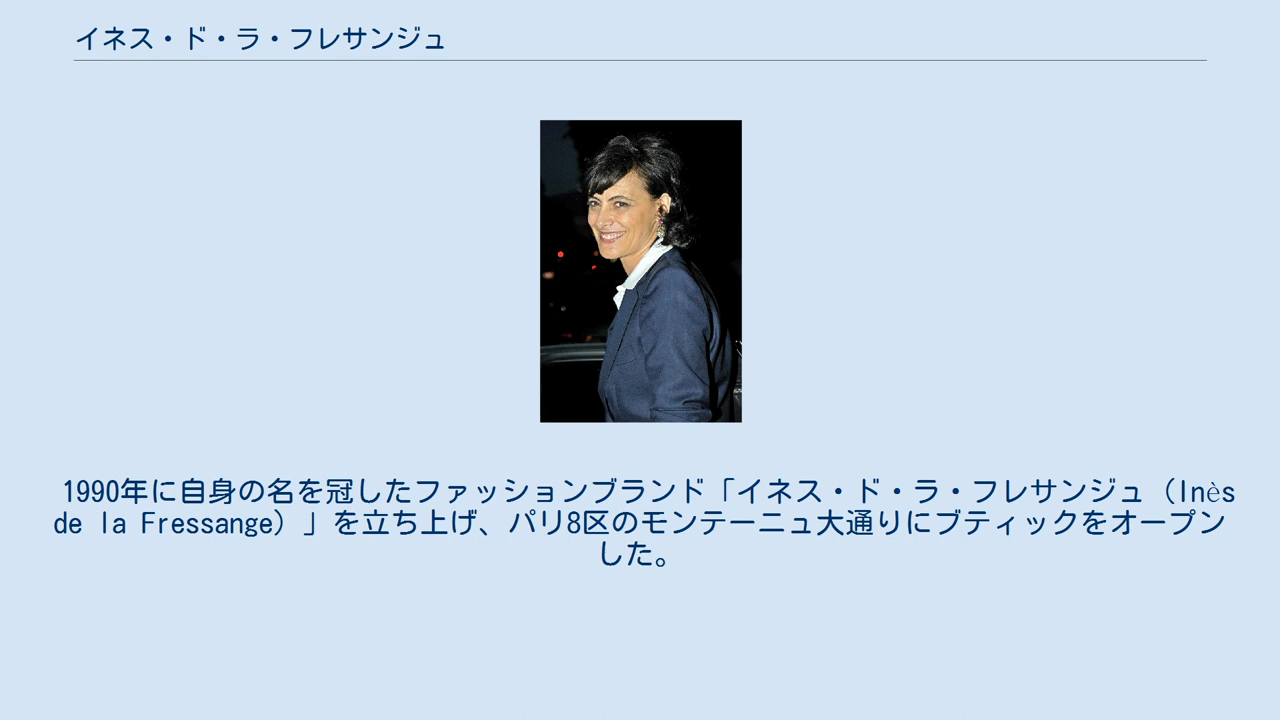 イネス・ド・ラ・フレサンジュ
1990年に自身の名を冠したファッションブランド「イネス・ド・ラ・フレサンジュ（Inès
de la Fressange）」を立ち上げ、パリ8区のモンテーニュ大通りにブティックをオープン
した。